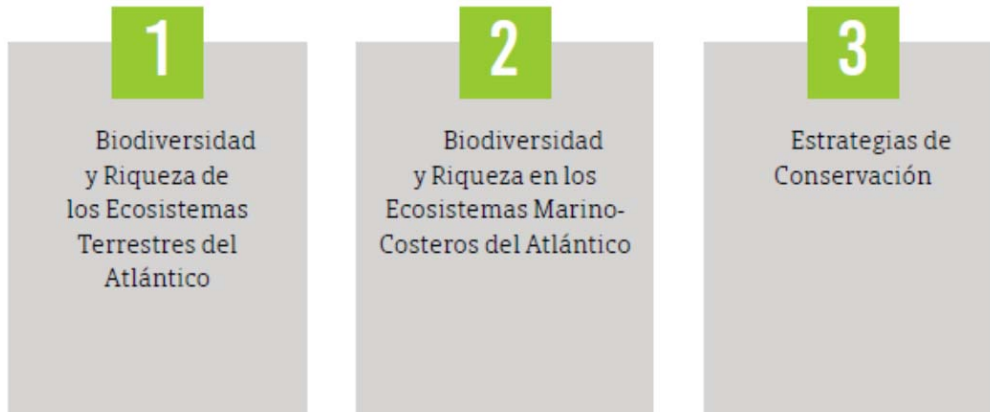 1
Biodiversidad
y Riqueza de
los Ecosistemas
Terrestres del
Atlántico
2
Biodiversidad
y Riqueza en los
Ecosistemas Marino-
Costeros del Atlántico
3
Estrategias de
Conservación